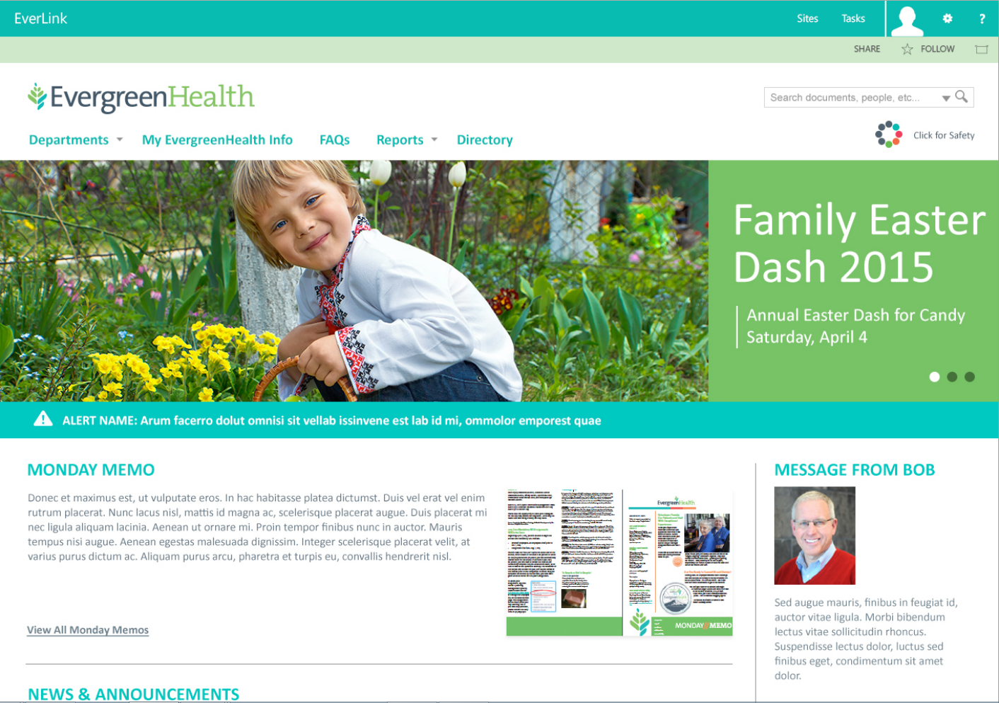 EverLink
Sites
Tasks
?
SHARE
FOLLOW
EvergreenHealth
Search documents, people, etc...
Departments
My EvergreenHealth Info
FAQs
Reports
Directory
Click for Safety
Family Easter
Dash 2015
Annual Easter Dash for Candy
Saturday, April 4
ALERT NAME: Arum facerro dolut omnisi sit vellab issinvene est lab id mi, ommolor emporest quae
MONDAY MEMO
Donec et maximus est, ut vulputate eros. In hac habitasse platea dictumst. Duis vel erat vel enim
rutrum placerat. Nunc lacus nisl, mattis id magna ac, scelerisque placerat augue. Duis placerat mi
nec ligula aliquam lacinia. Aenean ut ornare mi. Proin tempor finibus nunc in auctor. Mauris
tempus nisi augue. Aenean egestas malesuada dignissim. Integer scelerisque placerat velit, at
varius purus dictum ac. Aliquam purus arcu, pharetra et turpis eu, convallis hendrerit nisl.
View All Monday Memos
EvergreenHealth
MONDAY//MEMO
MESSAGE FROM BOB
Sed augue mauris, finibus in feugiat id,
auctor vitae ligula. Morbi bibendum
lectus vitae sollicitudin rhoncus.
Suspendisse lectus dolor, luctus sed
finibus eget, condimentum sit amet
dolor.
NEWS & ANNOUNCEMENTS